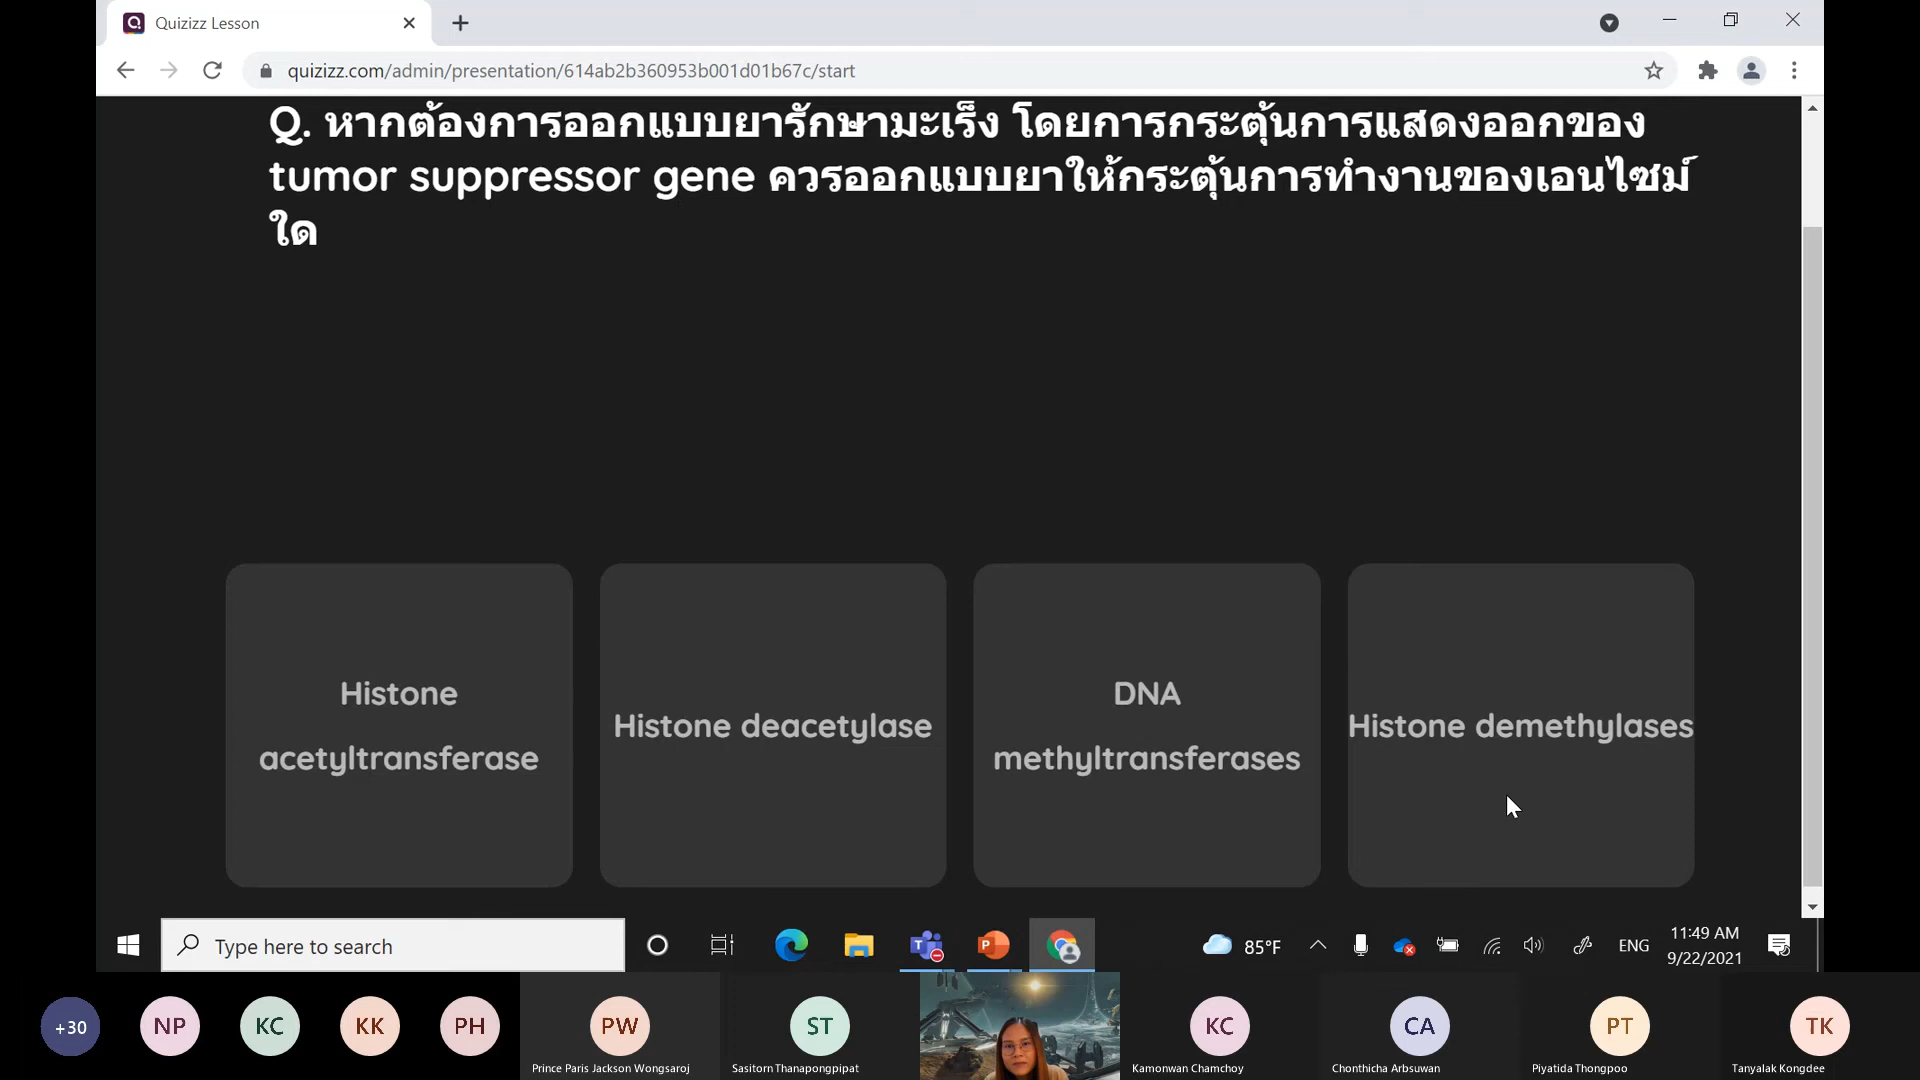 Quizizz Lesson
quizizz.com/admin/presentation/614ab2b360953b001d01b67c/start
Q. หากต้องการออกแบบยารักษามะเร็ง โดยการกระตุ้นการแสดงออกของ
tumor suppressor gene ควรออกแบบยาให้กระตุ้นการทำงานของเอนไซม์
ใด
Histone
acetyltransferase
Histone deacetylase
DNA
methyltransferases
Histone demethylases
Type here to search
85°F
ENG
11:49 AM
9/22/2021
+30
NP
KC
KK
PH
PW
Prince Paris Jackson Wongsaroj
ST
Sasitorn Thanapongpipat
KC
Kamonwan Chamchoy
CA
Chonthicha Arbsuwan
PT
Piyatida Thongpoo
TK
Tanyalak Kongdee